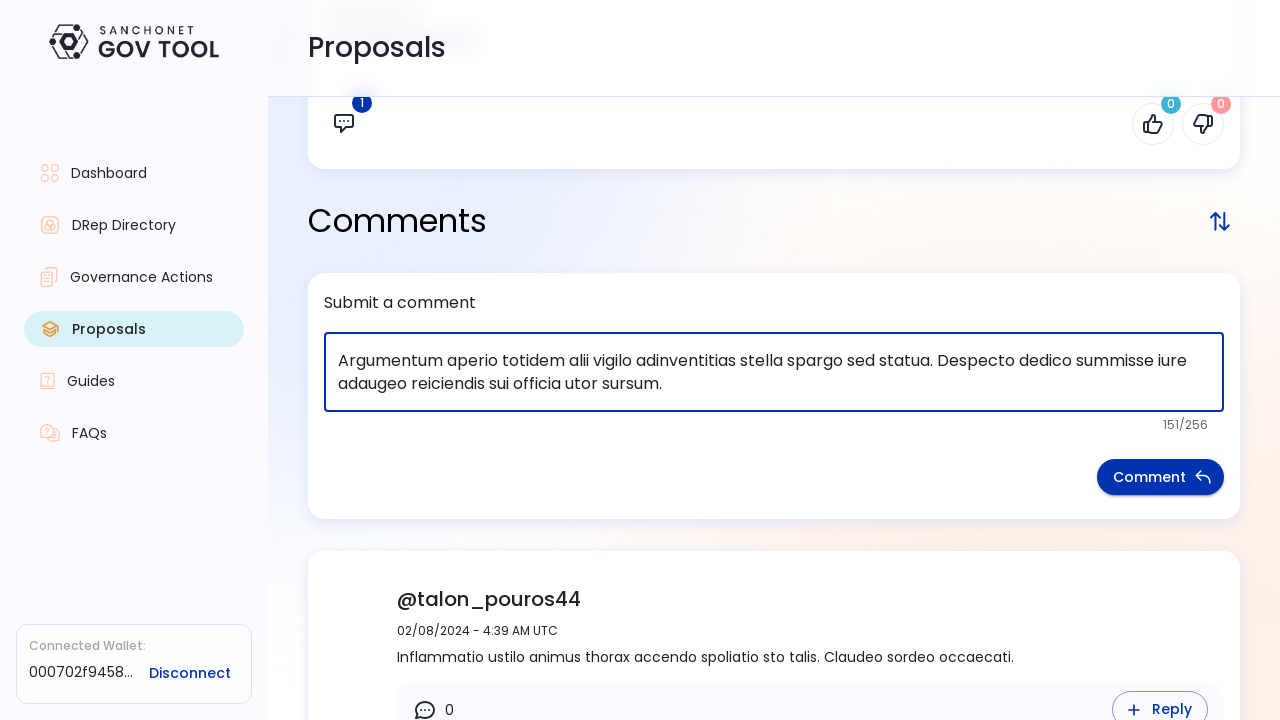 SANCHONET
GOV TOOL
Proposals
1
0
0
Dashboard
DRep Directory
Governance Actions
Proposals
Guides
FAQs
Comments
Submit a comment
Argumentum aperio totidem alii vigilo adinventitias stella spargo sed statua. Despecto dedico summisse iure
adaugeo reiciendis sui officia utor sursum.
151/256
Comment
@talon_pouros44
02/08/2024 - 4:39 AM UTC
Inflammatio ustilo animus thorax accendo spoliatio sto talis. Claudeo sordeo occaecati.
0
Reply
Connected Wallet:
000702f9458...
Disconnect